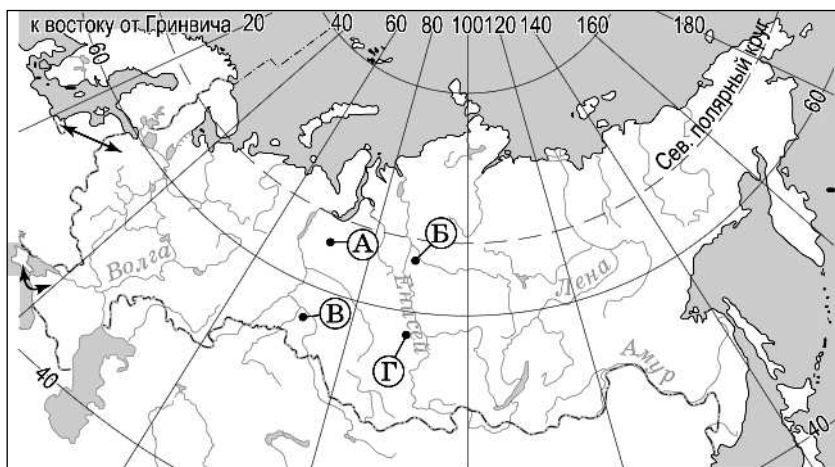 к востоку от Гринвича 20 40 60 80 100 120 140 160 180
60
Сев. полярный круг
60
А
Б
Волга
Енисей
Лена
В
Г
Амур
40
40